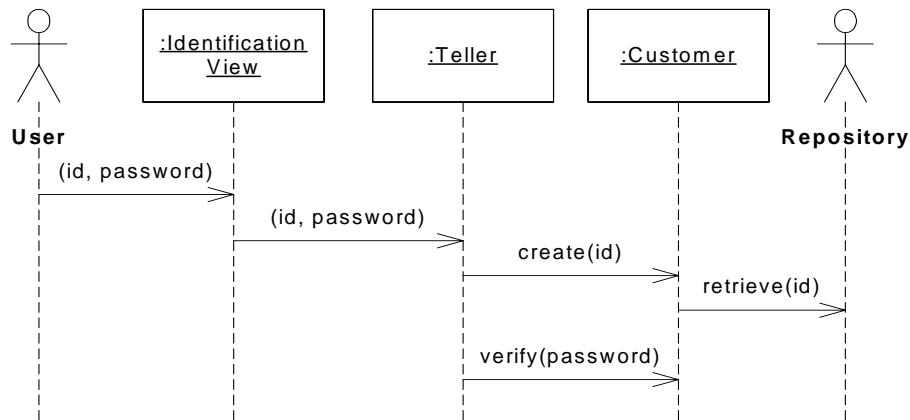 :Identification
View
:Teller
:Customer
User
Repository
(id, password)
(id, password)
create(id)
retrieve(id)
verify(password)